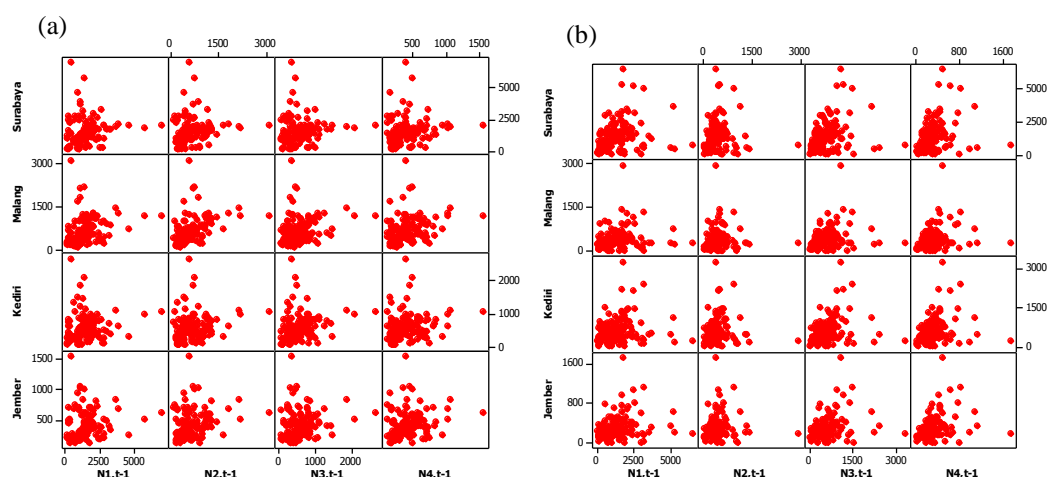 (a)
0 1500 3000
500 1000 1500
Surabaya
7500 5000 2500 0
Malang
3000 1500 0
Kediri
2000 1000 0
Jember
1500 1000 500
0 2500 5000
0 1000 2000
N1,t-1 N2,t-1 N3,t-1 N4,t-1
(b)
0 1500 3000
0 800 1600
Surabaya
5000 2500 0
Malang
3000 1500 0
Kediri
3000 1500 0
Jember
1600 800 0
0 2500 5000
0 1500 3000
N1,t-1 N2,t-1 N3,t-1 N4,t-1